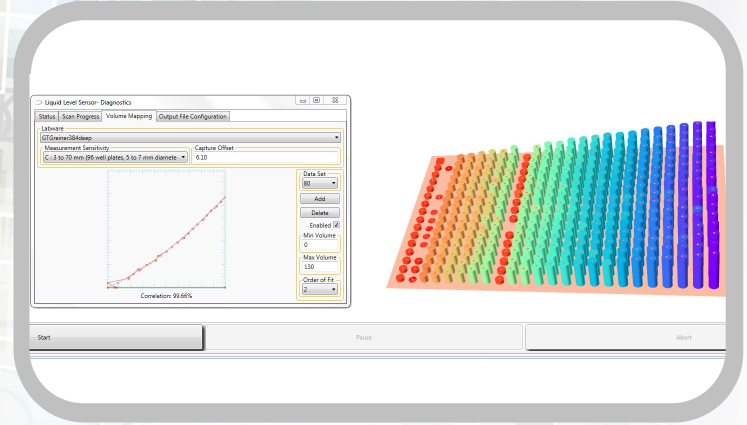 Liquid Level Sensor- Diagnostics
Status Scan Progress Volume Mapping Output File Configuration
Labware
GTGreiner384deep
Measurement Sensitivity Capture Offset
C - 3 to 70 mm (96 well plates, 5 to 7 mm diamete 6.10
Data Set
80
Add
Delete
Enabled
Min Volume
0
Max Volume
130
Order of Fit
2
Correlation: 99.66%
Start Pause Abort